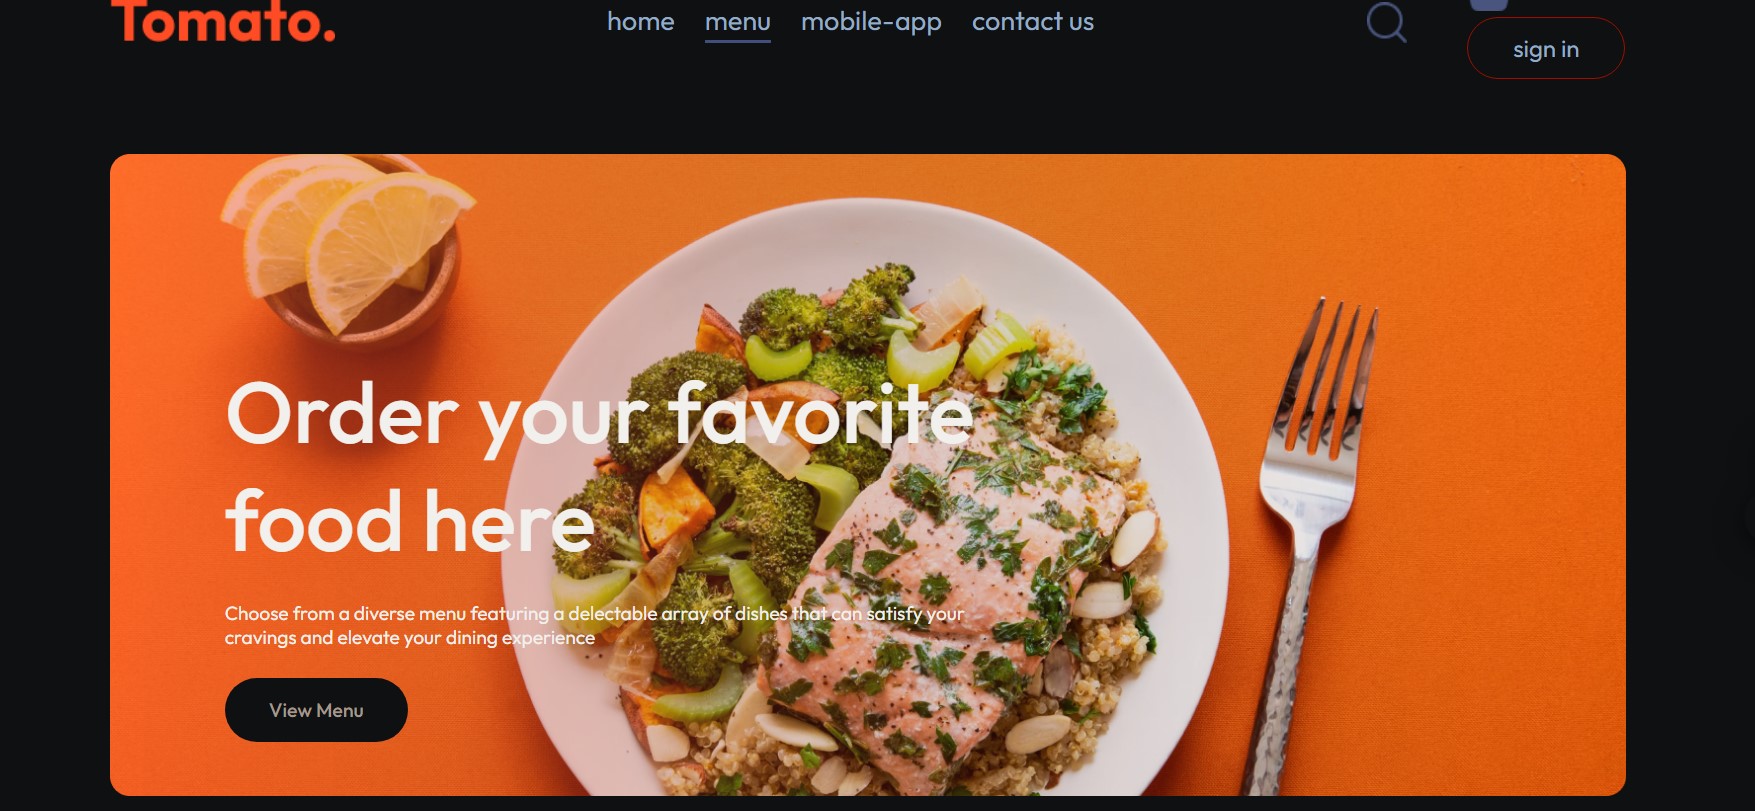 Tomato.
home menu mobile-app contact us
sign in
Order your favorite
food here
Choose from a diverse menu featuring a delectable array of dishes that can satisfy your
cravings and elevate your dining experience
View Menu